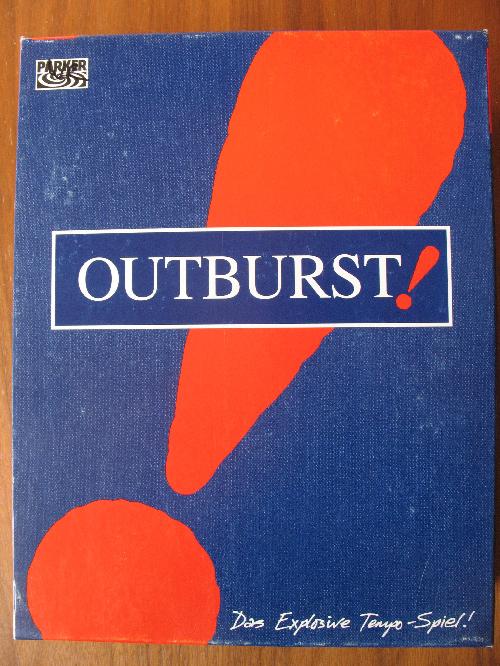 PARKER
OUTBURST!
Das Explosive Tempo-Spiel!